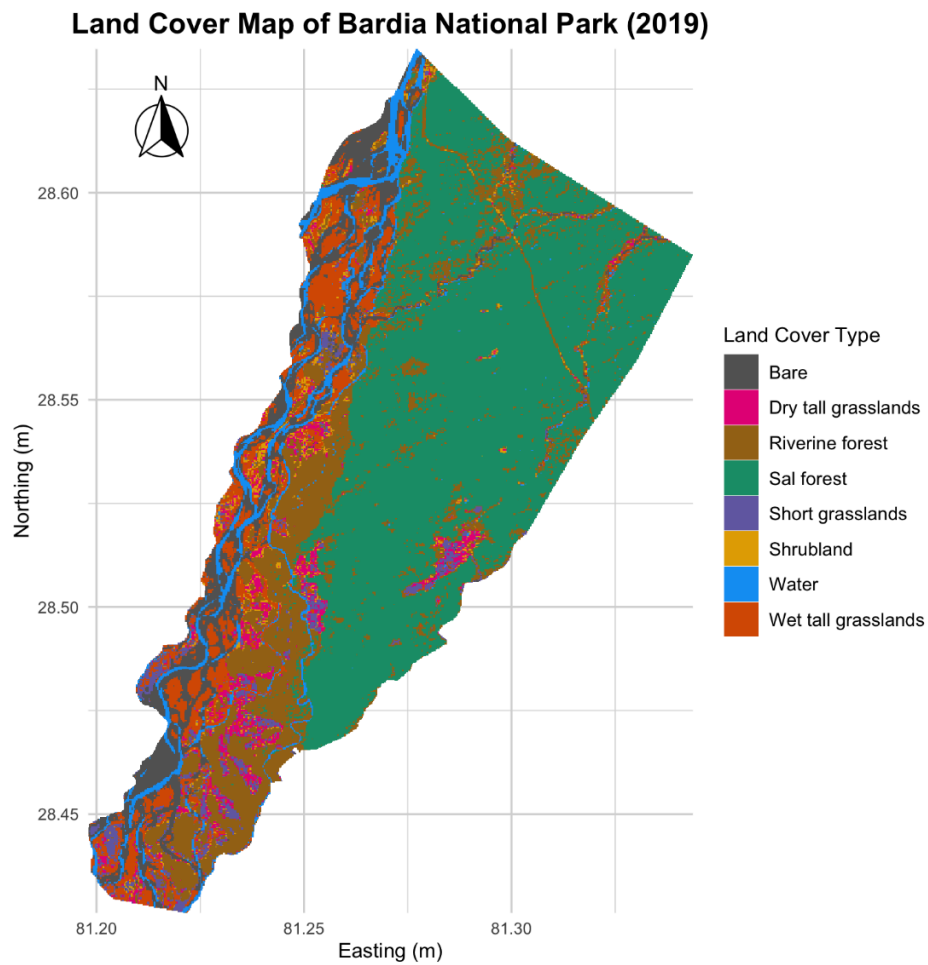 Land Cover Map of Bardia National Park (2019)
N
28.60
28.55
28.50
28.45
Northing (m)
81.20
81.25
81.30
Easting (m)
Land Cover Type
Bare
Dry tall grasslands
Riverine forest
Sal forest
Short grasslands
Shrubland
Water
Wet tall grasslands